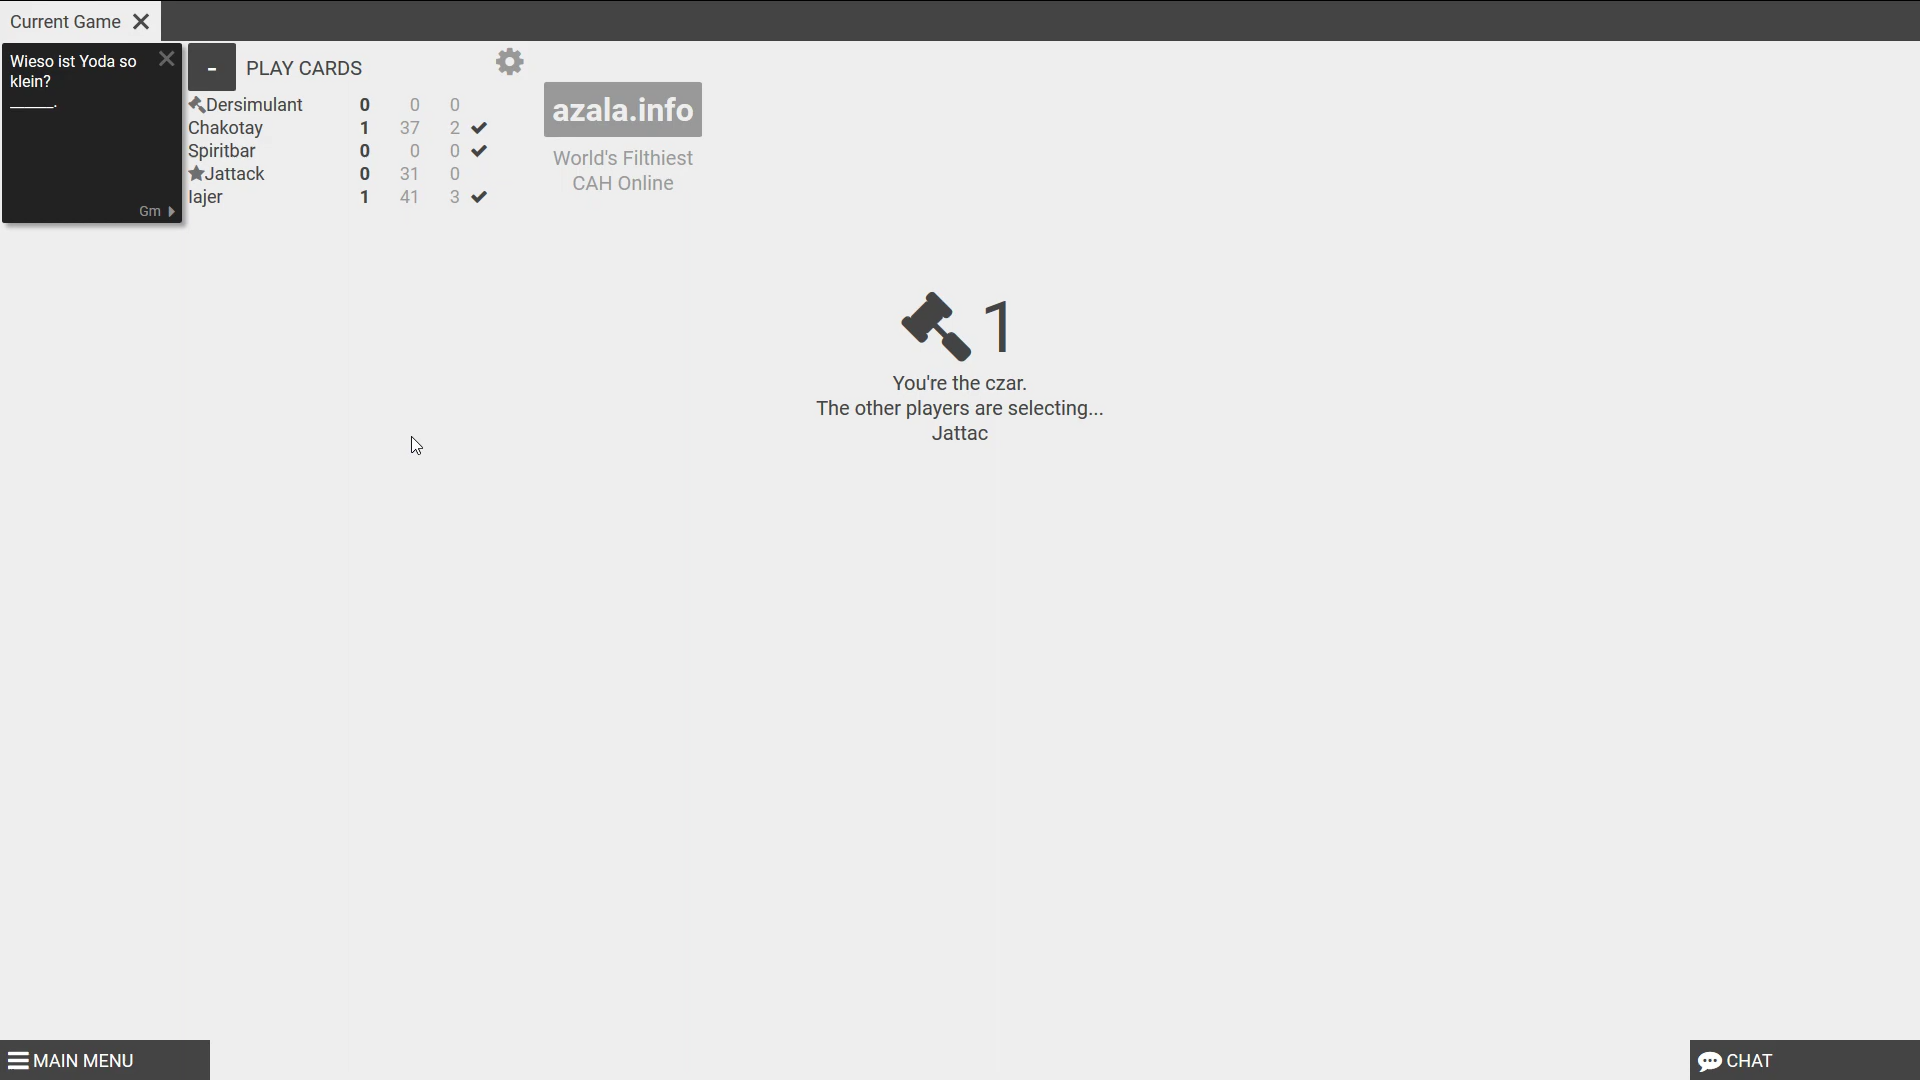 Current Game
Wieso ist Yoda so
klein?
______.
Gm
-
PLAY CARDS
Dersimulant 0 0 0
Chakotay 1 37 2
Spiritbar 0 0 0
Jattack 0 31 0
lajer 1 41 3
azala.info
World's Filthiest
CAH Online
1
You're the czar.
The other players are selecting...
Jattac
MAIN MENU
CHAT